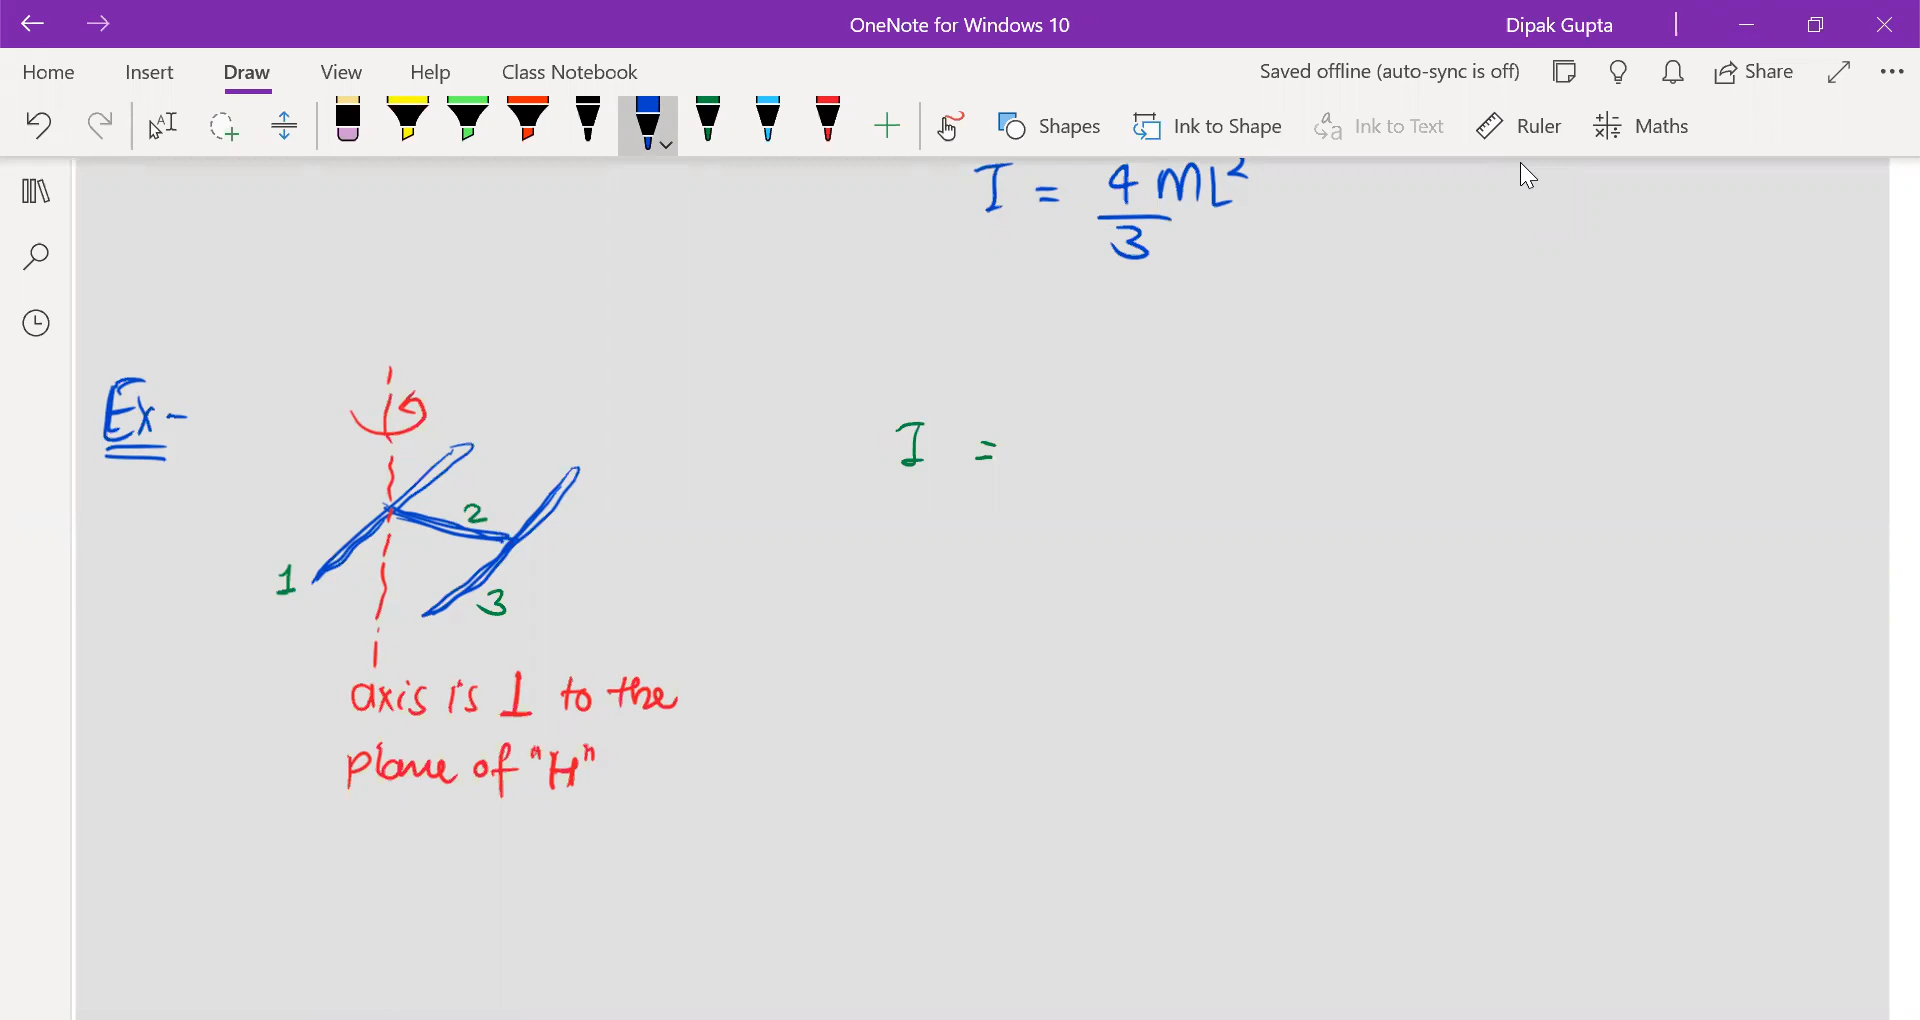 OneNote for Windows 10
Dipak Gupta
Home Insert Draw View Help Class Notebook
Saved offline (auto-sync is off) Share
Shapes Ink to Shape Ink to Text Ruler Maths
I = 4 mL²
3
Ex-
I =
2
1
3
axis is ⊥ to the
plane of "H"